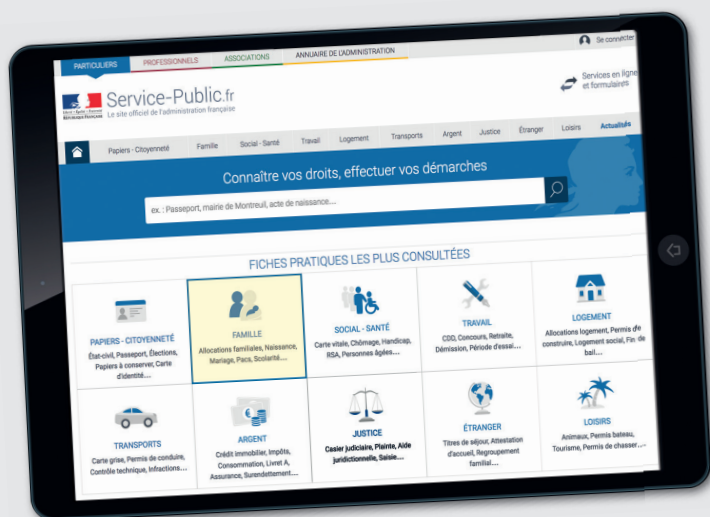 PARTICULIERS PROFESSIONNELS ASSOCIATIONS ANNUAIRE DE L'ADMINISTRATION Se connecter
Service-Public.fr
Le site officiel de l'administration française
RÉPUBLIQUE FRANÇAISE
Services en ligne
et formulaires
Papiers - Citoyenneté Famille Social - Santé Travail Logement Transports Argent Justice Étranger Loisirs Actualités
Connaître vos droits, effectuer vos démarches
ex. : Passeport, mairie de Montreuil, acte de naissance....
FICHES PRATIQUES LES PLUS CONSULTÉES
PAPIERS - CITOYENNETÉ
État-civil, Passeport, Élections,
Papiers à conserver, Carte
d'identité....
FAMILLE
Allocations familiales, Naissance,
Mariage, Pacs, Scolarité....
SOCIAL - SANTÉ
Carte vitale, Chômage, Handicap,
RSA, Personnes âgées....
TRAVAIL
CDD, Concours, Retraite,
Démission, Période d'essai....
LOGEMENT
Allocations logement, Permis de
construire, Logement social, Fin de
bail....
TRANSPORTS
Carte grise, Permis de conduire,
Contrôle technique, Infractions....
ARGENT
Crédit immobilier, Impôts,
Consommation, Livret A,
Assurance, Surendettement....
JUSTICE
Casier judiciaire, Plainte, Aide
juridictionnelle, Saisie....
ÉTRANGER
Titres de séjour, Attestation
d'accueil, Regroupement
familial....
LOISIRS
Animaux, Permis bateau,
Tourisme, Permis de chasser....